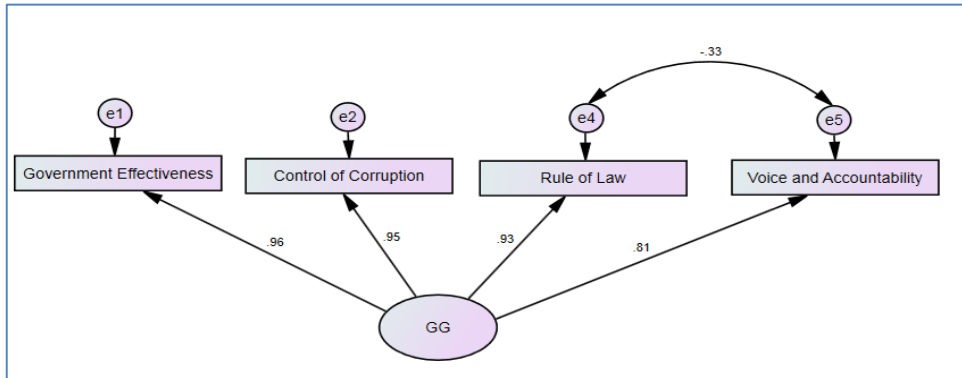 -.33
e1
e2
e4
e5
Government Effectiveness
Control of Corruption
Rule of Law
Voice and Accountability
.96
.95
.93
.81
GG